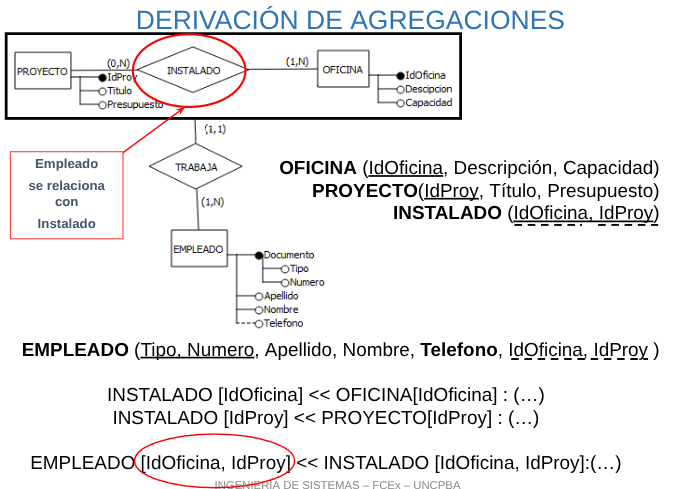 DERIVACIÓN DE AGREGACIONES
PROYECTO
(0,N)
INSTALADO
(1,N)
OFICINA
IdProy
Titulo
Presupuesto
IdOficina
Descipcion
Capacidad
(1,1)
Empleado
se relaciona
con
Instalado
TRABAJA
(1,N)
OFICINA (IdOficina, Descripción, Capacidad)
PROYECTO(IdProy, Título, Presupuesto)
INSTALADO (IdOficina, IdProy)
EMPLEADO
Documento
Tipo
Numero
Apellido
Nombre
Telefono
EMPLEADO (Tipo, Numero, Apellido, Nombre, Telefono, IdOficina, IdProy )
INSTALADO [IdOficina] << OFICINA[IdOficina] : (…)
INSTALADO [IdProy] << PROYECTO[IdProy] : (…)
EMPLEADO [IdOficina, IdProy] << INSTALADO [IdOficina, IdProy]:(…)
INGENIERIA DE SISTEMAS – FCEx – UNCPBA